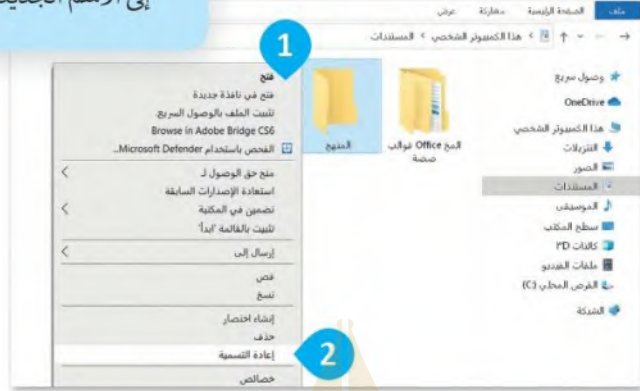 إلى الاسم الجديد
ملف الصفحة الرئيسية مشاركة عرض
هذا الكمبيوتر الشخصي > المستندات
وصول سريع
OneDrive
هذا الكمبيوتر الشخصي
التنزيلات
الصور
المستندات
الموسيقى
سطح المكتب
كائنات 3D
ملفات الفيديو
القرص المحلي (C:)
الشبكة
قوالب Office المخ
صصة
المنهج
1
فتح
فتح في نافذة جديدة
تثبيت الملف بالوصول السريع
Browse in Adobe Bridge CS6
الفحص باستخدام Microsoft Defender...
منح حق الوصول لـ
استعادة الإصدارات السابقة
تضمين في المكتبة
تثبيت بالقائمة "ابدأ"
إرسال إلى
قص
نسخ
إنشاء اختصار
حذف
إعادة التسمية
2
خصائص